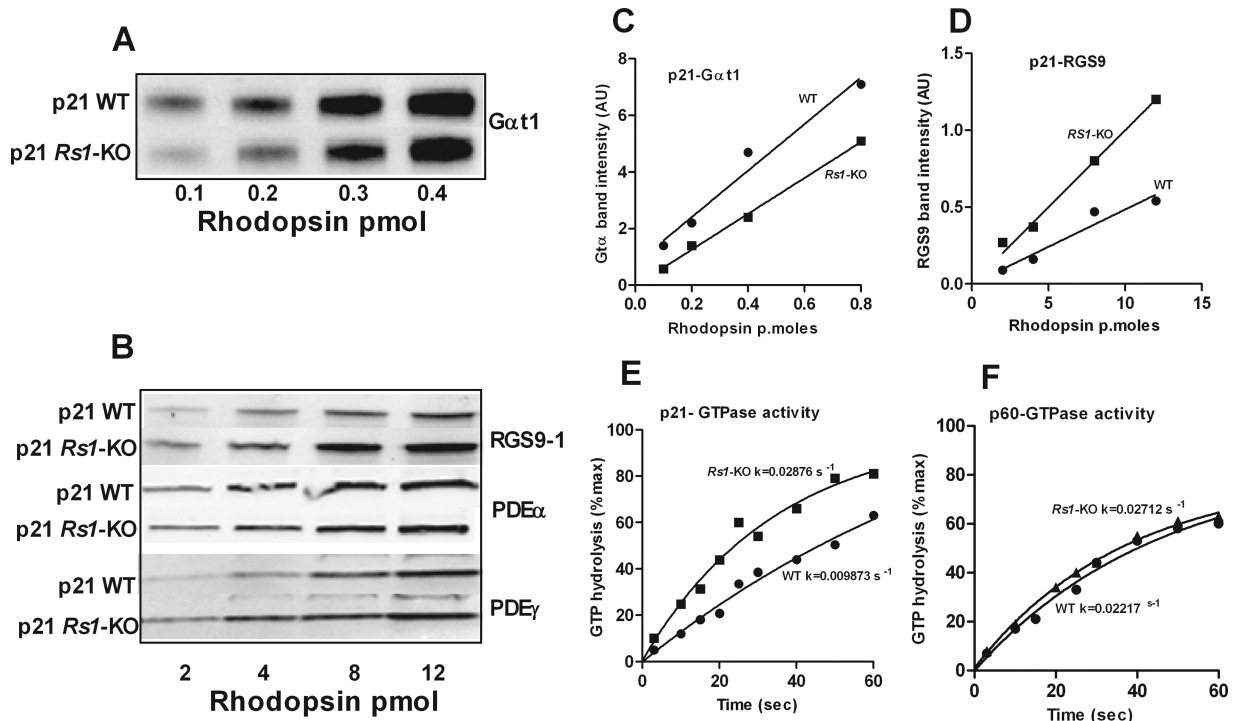 A
p21 WT
p21 Rs1-KO
Gαt1
0.1 0.2 0.3 0.4
Rhodopsin pmol
B
p21 WT
p21 Rs1-KO
RGS9-1
p21 WT
p21 Rs1-KO
PDEα
p21 WT
p21 Rs1-KO
PDEγ
2 4 8 12
Rhodopsin pmol
C
p21-Gαt1
WT
Rs1-KO
Gtα band intensity (AU)
8
6
4
2
0
0.0 0.2 0.4 0.6 0.8
Rhodopsin p.moles
D
p21-RGS9
RS1-KO
WT
RGS9 band intensity (AU)
1.5
1.0
0.5
0.0
0 5 10 15
Rhodopsin p.moles
E
p21- GTPase activity
Rs1-KO k=0.02876 s -1
WT k=0.009873 s -1
GTP hydrolysis (%max)
100
80
60
40
20
0
0 20 40 60
Time (sec)
F
p60-GTPase activity
Rs1-KO k=0.02712 s -1
WT k=0.02217 s-1
GTP hydrolysis (%max)
100
80
60
40
20
0
0 20 40 60
Time (sec)